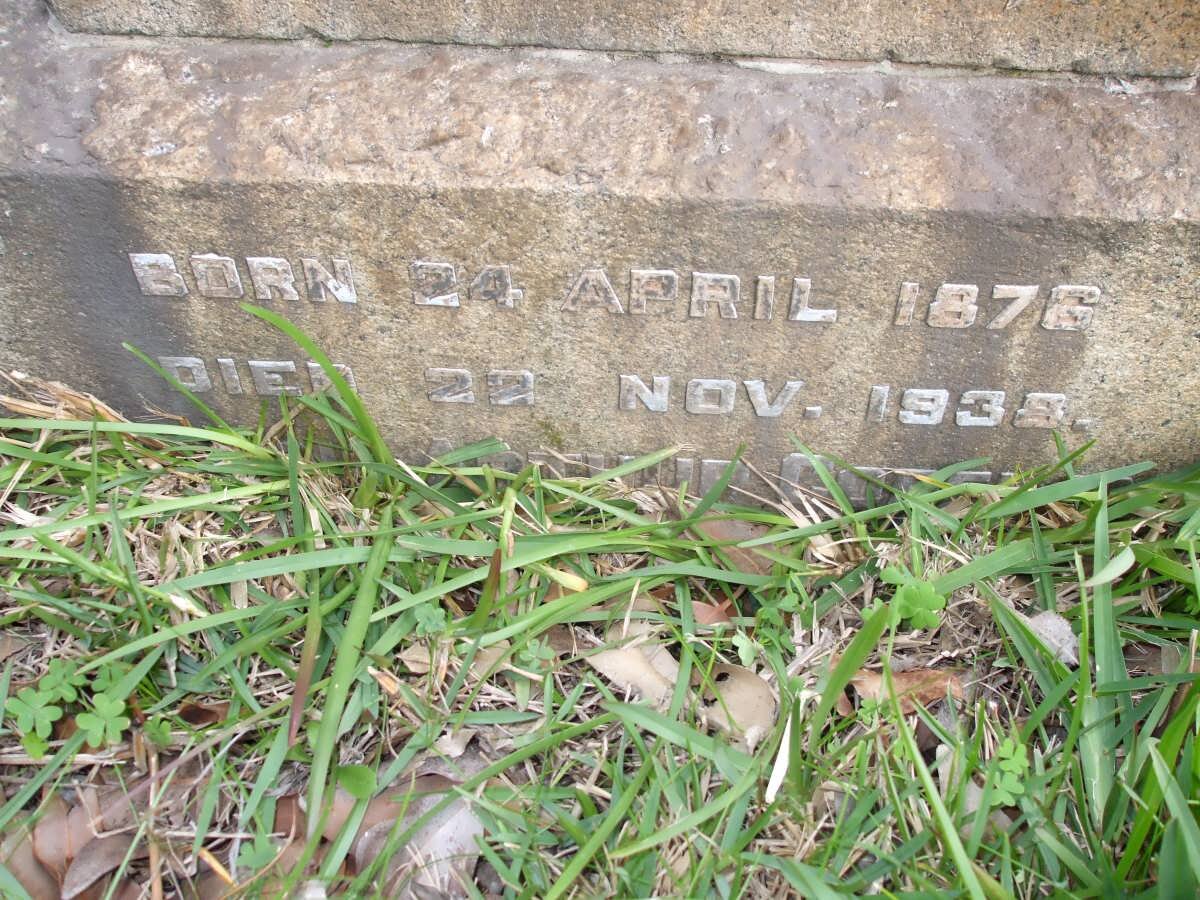 BORN 24 APRIL 1876
DIED 22 NOV. 1938.